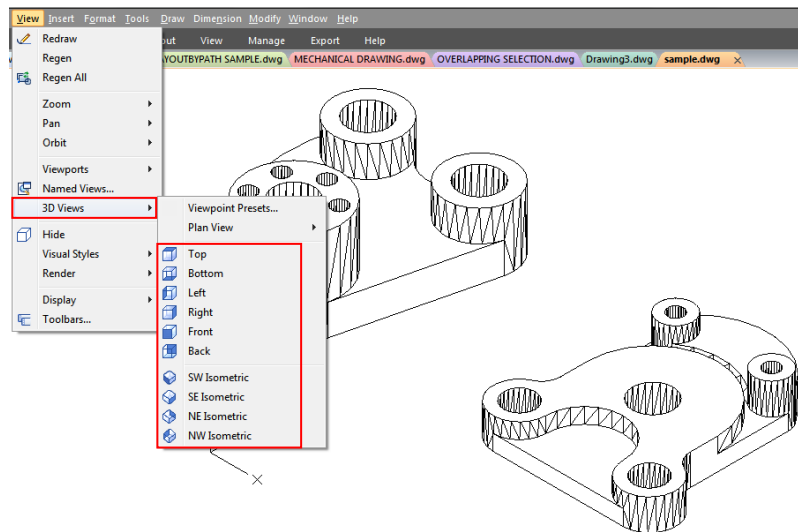 View Insert Format Tools Draw Dimension Modify Window Help
out View Manage Export Help
YOUTBYPATH SAMPLE.dwg MECHANICAL DRAWING.dwg OVERLAPPING SELECTION.dwg Drawing3.dwg sample.dwg ×
Redraw
Regen
Regen All
Zoom
Pan
Orbit
Viewports
Named Views...
3D Views
Hide
Visual Styles
Render
Display
Toolbars...
Viewpoint Presets...
Plan View
Top
Bottom
Left
Right
Front
Back
SW Isometric
SE Isometric
NE Isometric
NW Isometric
X